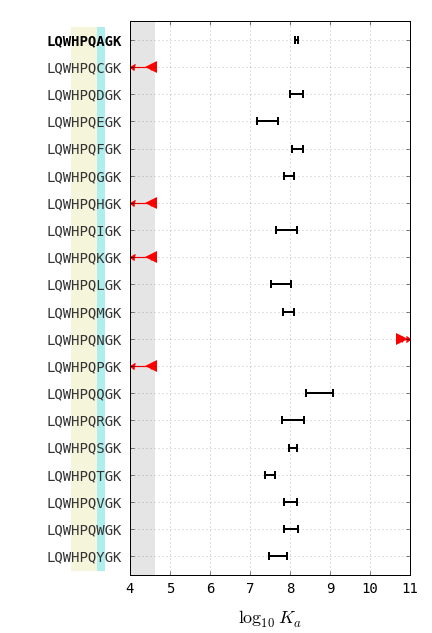 LQWHPQAGK
LQWHPQCGK
LQWHPQDGK
LQWHPQEGK
LQWHPQFGK
LQWHPQGGK
LQWHPQHGK
LQWHPQIGK
LQWHPQKGK
LQWHPQLGK
LQWHPQMGK
LQWHPQNGK
LQWHPQPGK
LQWHPQQGK
LQWHPQRGK
LQWHPQSGK
LQWHPQTGK
LQWHPQVGK
LQWHPQWGK
LQWHPQYGK
4 5 6 7 8 9 10 11
log₁₀ Kₐ